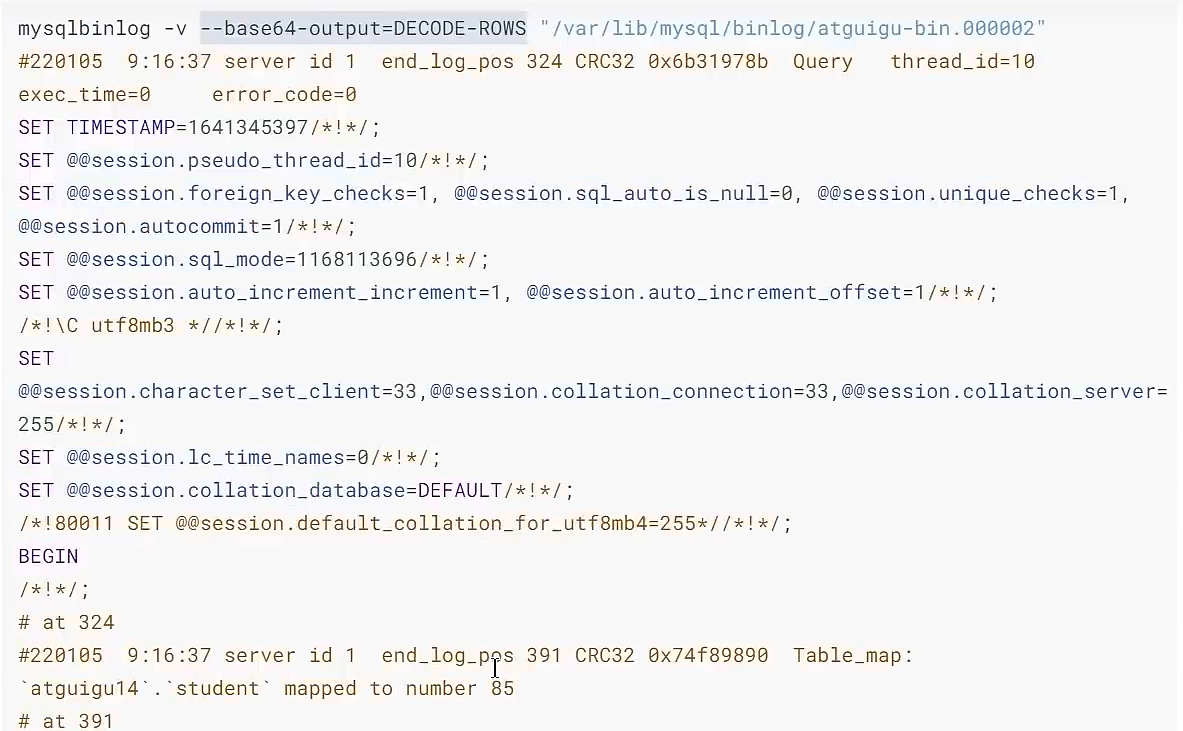 mysqlbinlog -v --base64-output=DECODE-ROWS "/var/lib/mysql/binlog/atguigu-bin.000002"
#220105  9:16:37 server id 1  end_log_pos 324 CRC32 0x6b31978b  Query   thread_id=10
exec_time=0     error_code=0
SET TIMESTAMP=1641345397/*!*/;
SET @@session.pseudo_thread_id=10/*!*/;
SET @@session.foreign_key_checks=1, @@session.sql_auto_is_null=0, @@session.unique_checks=1,
@@session.autocommit=1/*!*/;
SET @@session.sql_mode=1168113696/*!*/;
SET @@session.auto_increment_increment=1, @@session.auto_increment_offset=1/*!*/;
/*!\C utf8mb3 *//*!*/;
SET
@@session.character_set_client=33,@@session.collation_connection=33,@@session.collation_server=
255/*!*/;
SET @@session.lc_time_names=0/*!*/;
SET @@session.collation_database=DEFAULT/*!*/;
/*!80011 SET @@session.default_collation_for_utf8mb4=255*//*!*/;
BEGIN
/*!*/;
# at 324
#220105  9:16:37 server id 1  end_log_pos 391 CRC32 0x74f89890  Table_map:
`atguigu14`.`student` mapped to number 85
# at 391